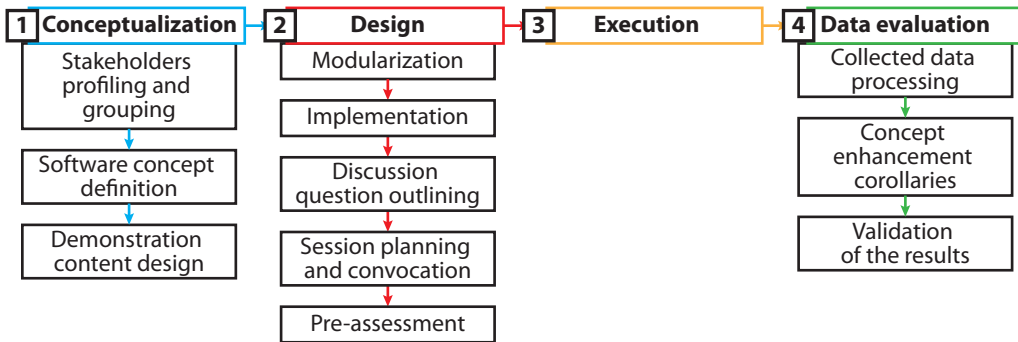 1 Conceptualization
Stakeholders
profiling and
grouping
Software concept
definition
Demonstration
content design
2 Design
Modularization
Implementation
Discussion
question outlining
Session planning
and convocation
Pre-assessment
3 Execution
4 Data evaluation
Collected data
processing
Concept
enhancement
corollaries
Validation
of the results